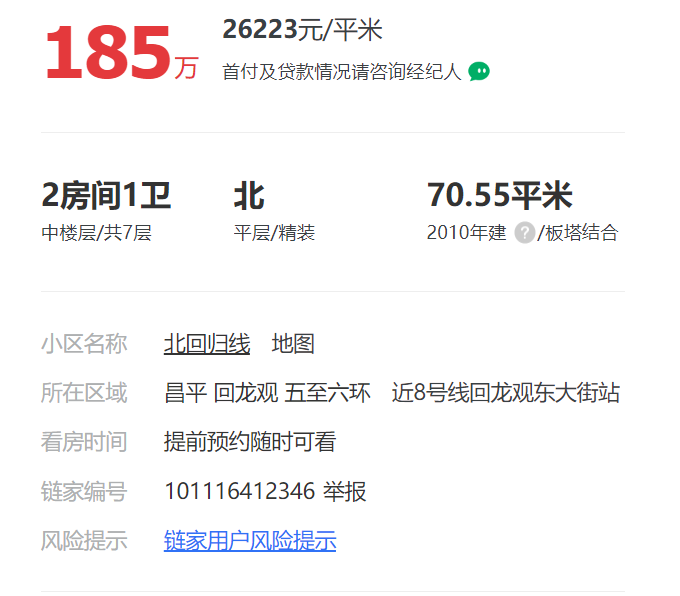 185万
26223元/平米
首付及贷款情况请咨询经纪人
2房间1卫 北 70.55平米
中楼层/共7层 平层/精装 2010年建 ?/板塔结合
小区名称 北回归线 地图
所在区域 昌平 回龙观 五至六环 近8号线回龙观东大街站
看房时间 提前预约随时可看
链家编号 101116412346 举报
风险提示 链家用户风险提示